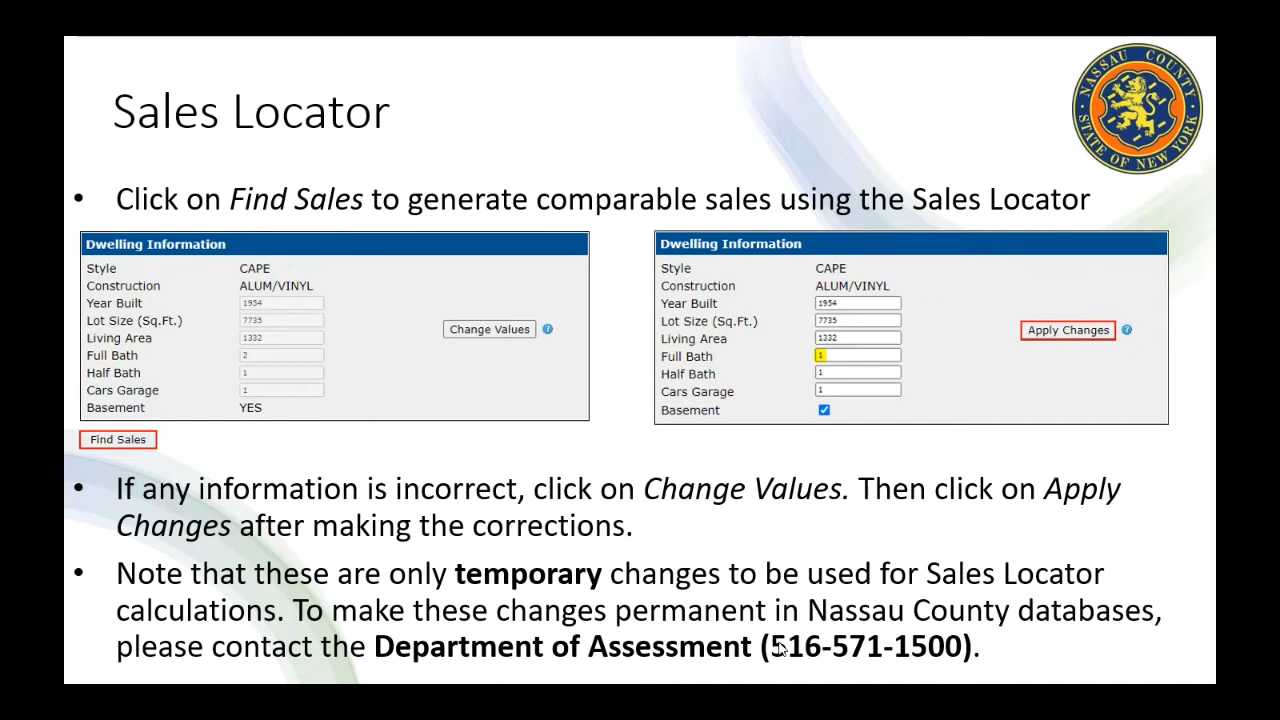 Sales Locator
NASSAU COUNTY
STATE OF NEW YORK
• Click on Find Sales to generate comparable sales using the Sales Locator
Dwelling Information
Style CAPE
Construction ALUM/VINYL
Year Built 1954
Lot Size (Sq.Ft.) 7735
Living Area 1332
Full Bath 2
Half Bath 1
Cars Garage 1
Basement YES
Change Values ?
Find Sales
Dwelling Information
Style CAPE
Construction ALUM/VINYL
Year Built 1954
Lot Size (Sq.Ft.) 7735
Living Area 1332
Full Bath 1
Half Bath 1
Cars Garage 1
Basement
Apply Changes ?
• If any information is incorrect, click on Change Values. Then click on Apply
Changes after making the corrections.
• Note that these are only temporary changes to be used for Sales Locator
calculations. To make these changes permanent in Nassau County databases,
please contact the Department of Assessment (516-571-1500).